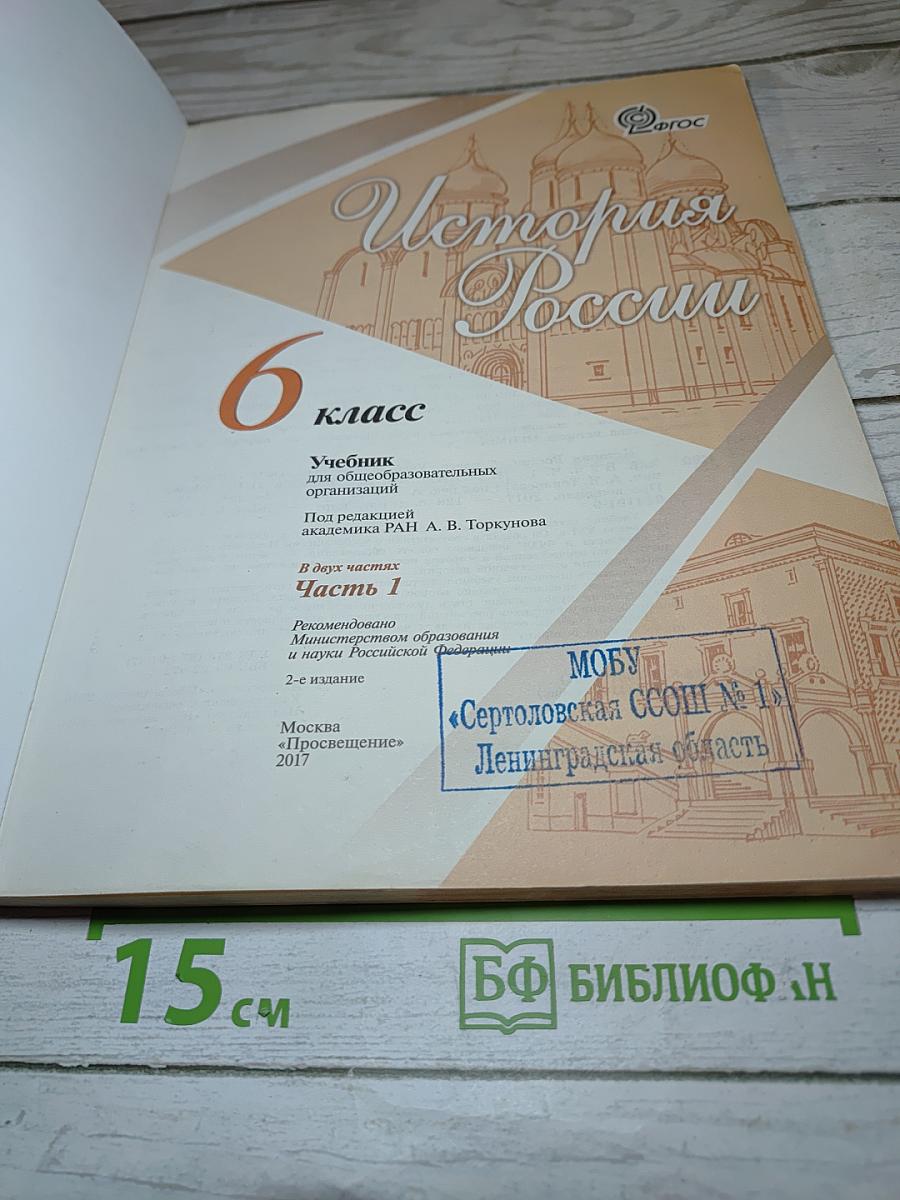 ФГОС
История
России
6 класс
Учебник
для общеобразовательных
организаций
Под редакцией
академика РАН А. В. Торкунова
В двух частях
Часть 1
Рекомендовано
Министерством образования
и науки Российской Федерации
2-е издание
Москва
«Просвещение»
2017
МОБУ
«Сертоловская ССОШ № 1»
Ленинградская область
15 см
БФ БИБЛИОФ